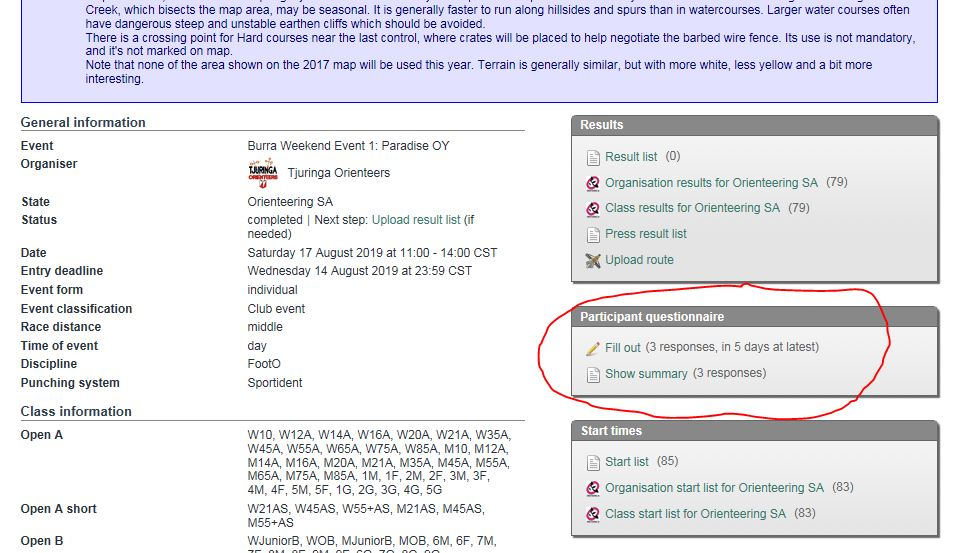 Creek, which bisects the map area, may be seasonal. It is generally faster to run along hillsides and spurs than in watercourses. Larger water courses often
have dangerous steep and unstable earthen cliffs which should be avoided.
There is a crossing point for Hard courses near the last control, where crates will be placed to help negotiate the barbed wire fence. Its use is not mandatory,
and it's not marked on map.
Note that none of the area shown on the 2017 map will be used this year. Terrain is generally similar, but with more white, less yellow and a bit more
interesting.
General information
Event Burra Weekend Event 1: Paradise OY
Organiser TJURINGA ORIENTEERS Tjuringa Orienteers
State Orienteering SA
Status completed | Next step: Upload result list (if
needed)
Date Saturday 17 August 2019 at 11:00 - 14:00 CST
Entry deadline Wednesday 14 August 2019 at 23:59 CST
Event form individual
Event classification Club event
Race distance middle
Time of event day
Discipline FootO
Punching system Sportident
Class information
Open A W10, W12A, W14A, W16A, W20A, W21A, W35A,
W45A, W55A, W65A, W75A, W85A, M10, M12A,
M14A, M16A, M20A, M21A, M35A, M45A, M55A,
M65A, M75A, M85A, 1M, 1F, 2M, 2F, 3M, 3F,
4M, 4F, 5M, 5F, 1G, 2G, 3G, 4G, 5G
Open A short W21AS, W45AS, W55+AS, M21AS, M45AS,
M55+AS
Open B WJuniorB, WOB, MJuniorB, MOB, 6M, 6F, 7M,
Results
Result list (0)
Organisation results for Orienteering SA (79)
Class results for Orienteering SA (79)
Press result list
Upload route
Participant questionnaire
Fill out (3 responses, in 5 days at latest)
Show summary (3 responses)
Start times
Start list (85)
Organisation start list for Orienteering SA (83)
Class start list for Orienteering SA (83)